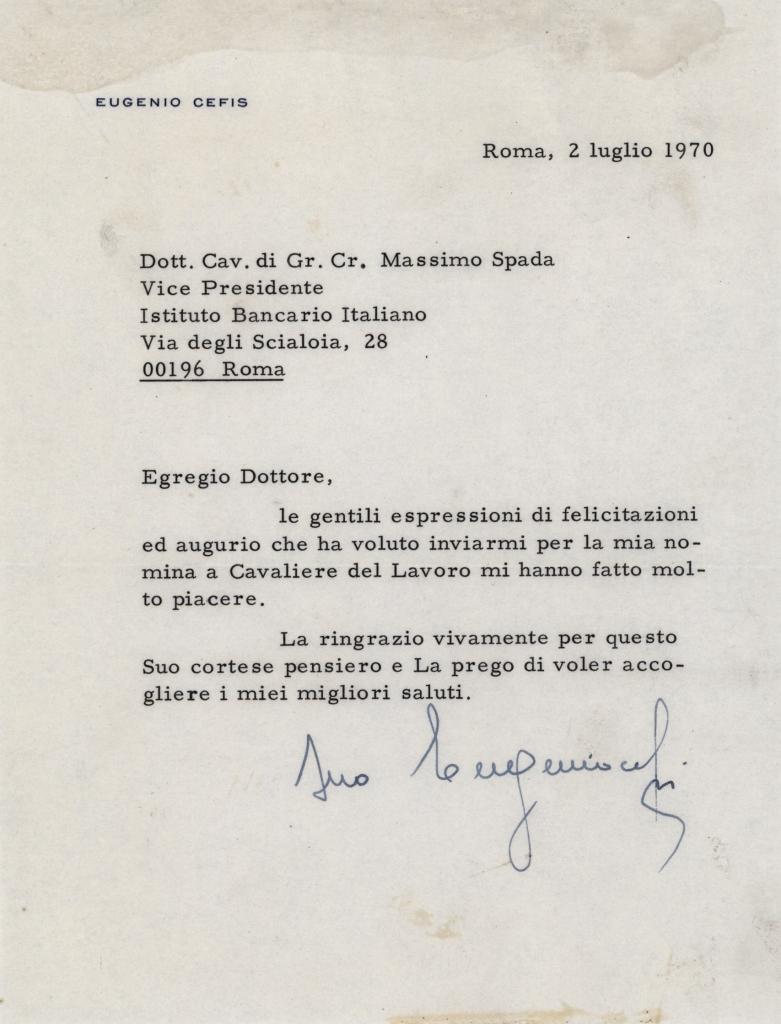 EUGENIO CEFIS
Roma, 2 luglio 1970
Dott. Cav. di Gr. Cr. Massimo Spada
Vice Presidente
Istituto Bancario Italiano
Via degli Scialoia, 28
00196 Roma
Egregio Dottore,
le gentili espressioni di felicitazioni
ed augurio che ha voluto inviarmi per la mia no-
mina a Cavaliere del Lavoro mi hanno fatto mol-
to piacere.
La ringrazio vivamente per questo
Suo cortese pensiero e La prego di voler acco-
gliere i miei migliori saluti.
Suo Eugenio Cefis